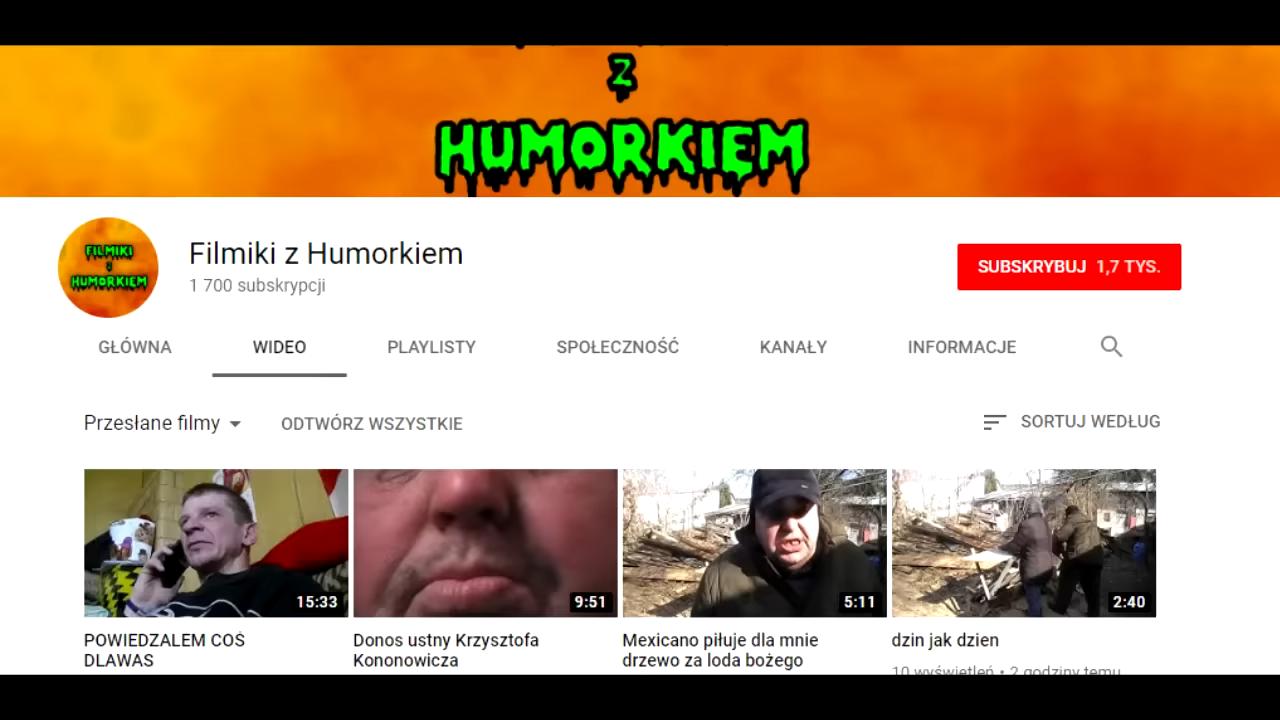 Z
HUMORKIEM
FILMIKI
Z
HUMORKIEM
Filmiki z Humorkiem
1 700 subskrypcji
SUBSKRYBUJ 1,7 TYS.
GŁÓWNA WIDEO PLAYLISTY SPOŁECZNOŚĆ KANAŁY INFORMACJE
Przesłane filmy ODTWÓRZ WSZYSTKIE SORTUJ WEDŁUG
15:33 9:51 5:11 2:40
POWIEDZALEM COŚ
DLAWAS
Donos ustny Krzysztofa
Kononowicza
Mexicano piłuje dla mnie
drzewo za loda bożego
dzin jak dzien
10 wyświetleń • 2 godziny temu